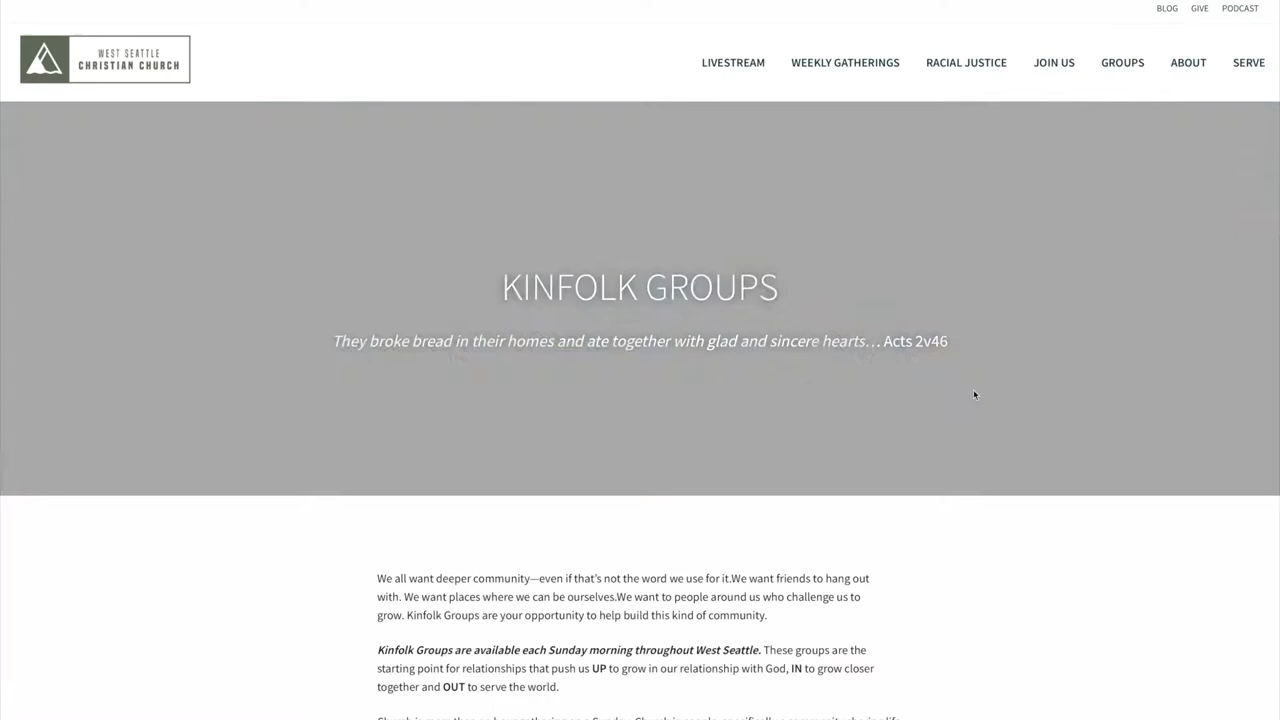 BLOG GIVE PODCAST
WEST SEATTLE
CHRISTIAN CHURCH
LIVESTREAM WEEKLY GATHERINGS RACIAL JUSTICE JOIN US GROUPS ABOUT SERVE
KINFOLK GROUPS
They broke bread in their homes and ate together with glad and sincere hearts… Acts 2v46
We all want deeper community—even if that's not the word we use for it.We want friends to hang out
with. We want places where we can be ourselves.We want to people around us who challenge us to
grow. Kinfolk Groups are your opportunity to help build this kind of community.
Kinfolk Groups are available each Sunday morning throughout West Seattle. These groups are the
starting point for relationships that push us UP to grow in our relationship with God, IN to grow closer
together and OUT to serve the world.